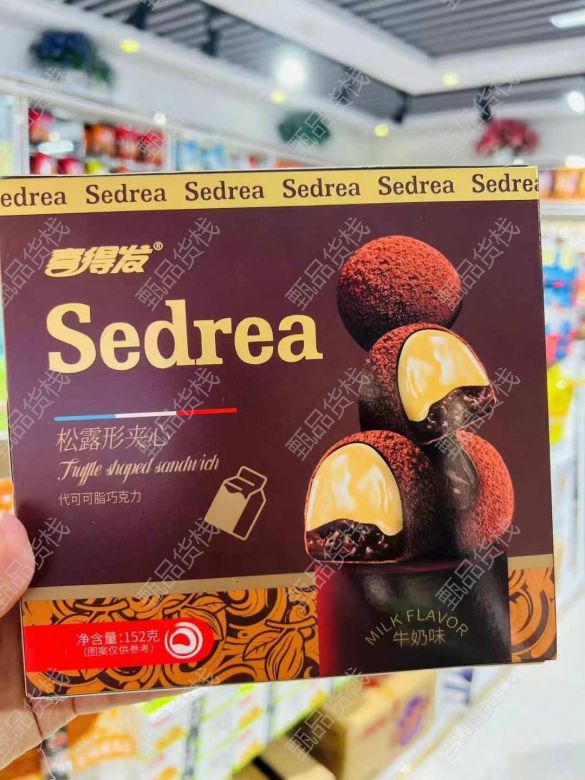 edrea Sedrea Sedrea Sedrea Sedrea Sedrea
喜得发®
Sedrea
松露形夹心
Truffle shaped sandwich
代可可脂巧克力
净含量:152克
(图案仅供参考)
MILK FLAVOR
牛奶味
甄品货栈